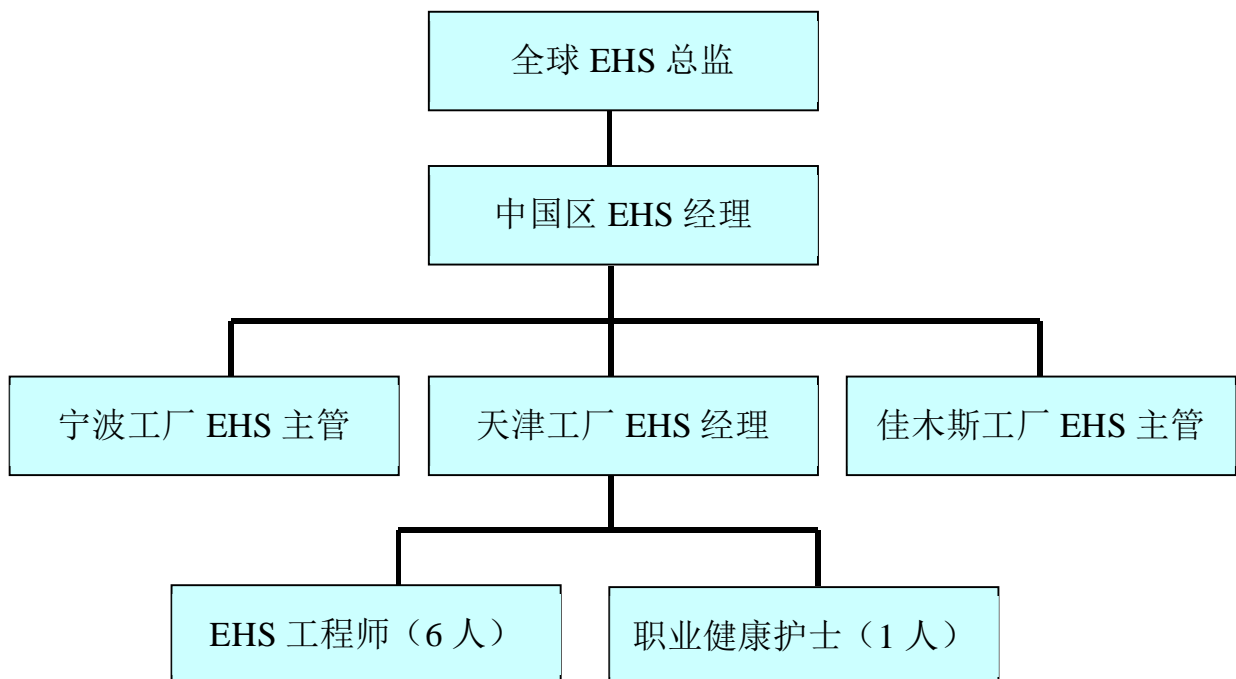 全球 EHS 总监
中国区 EHS 经理
宁波工厂 EHS 主管
天津工厂 EHS 经理
佳木斯工厂 EHS 主管
EHS 工程师（6 人）
职业健康护士（1 人）